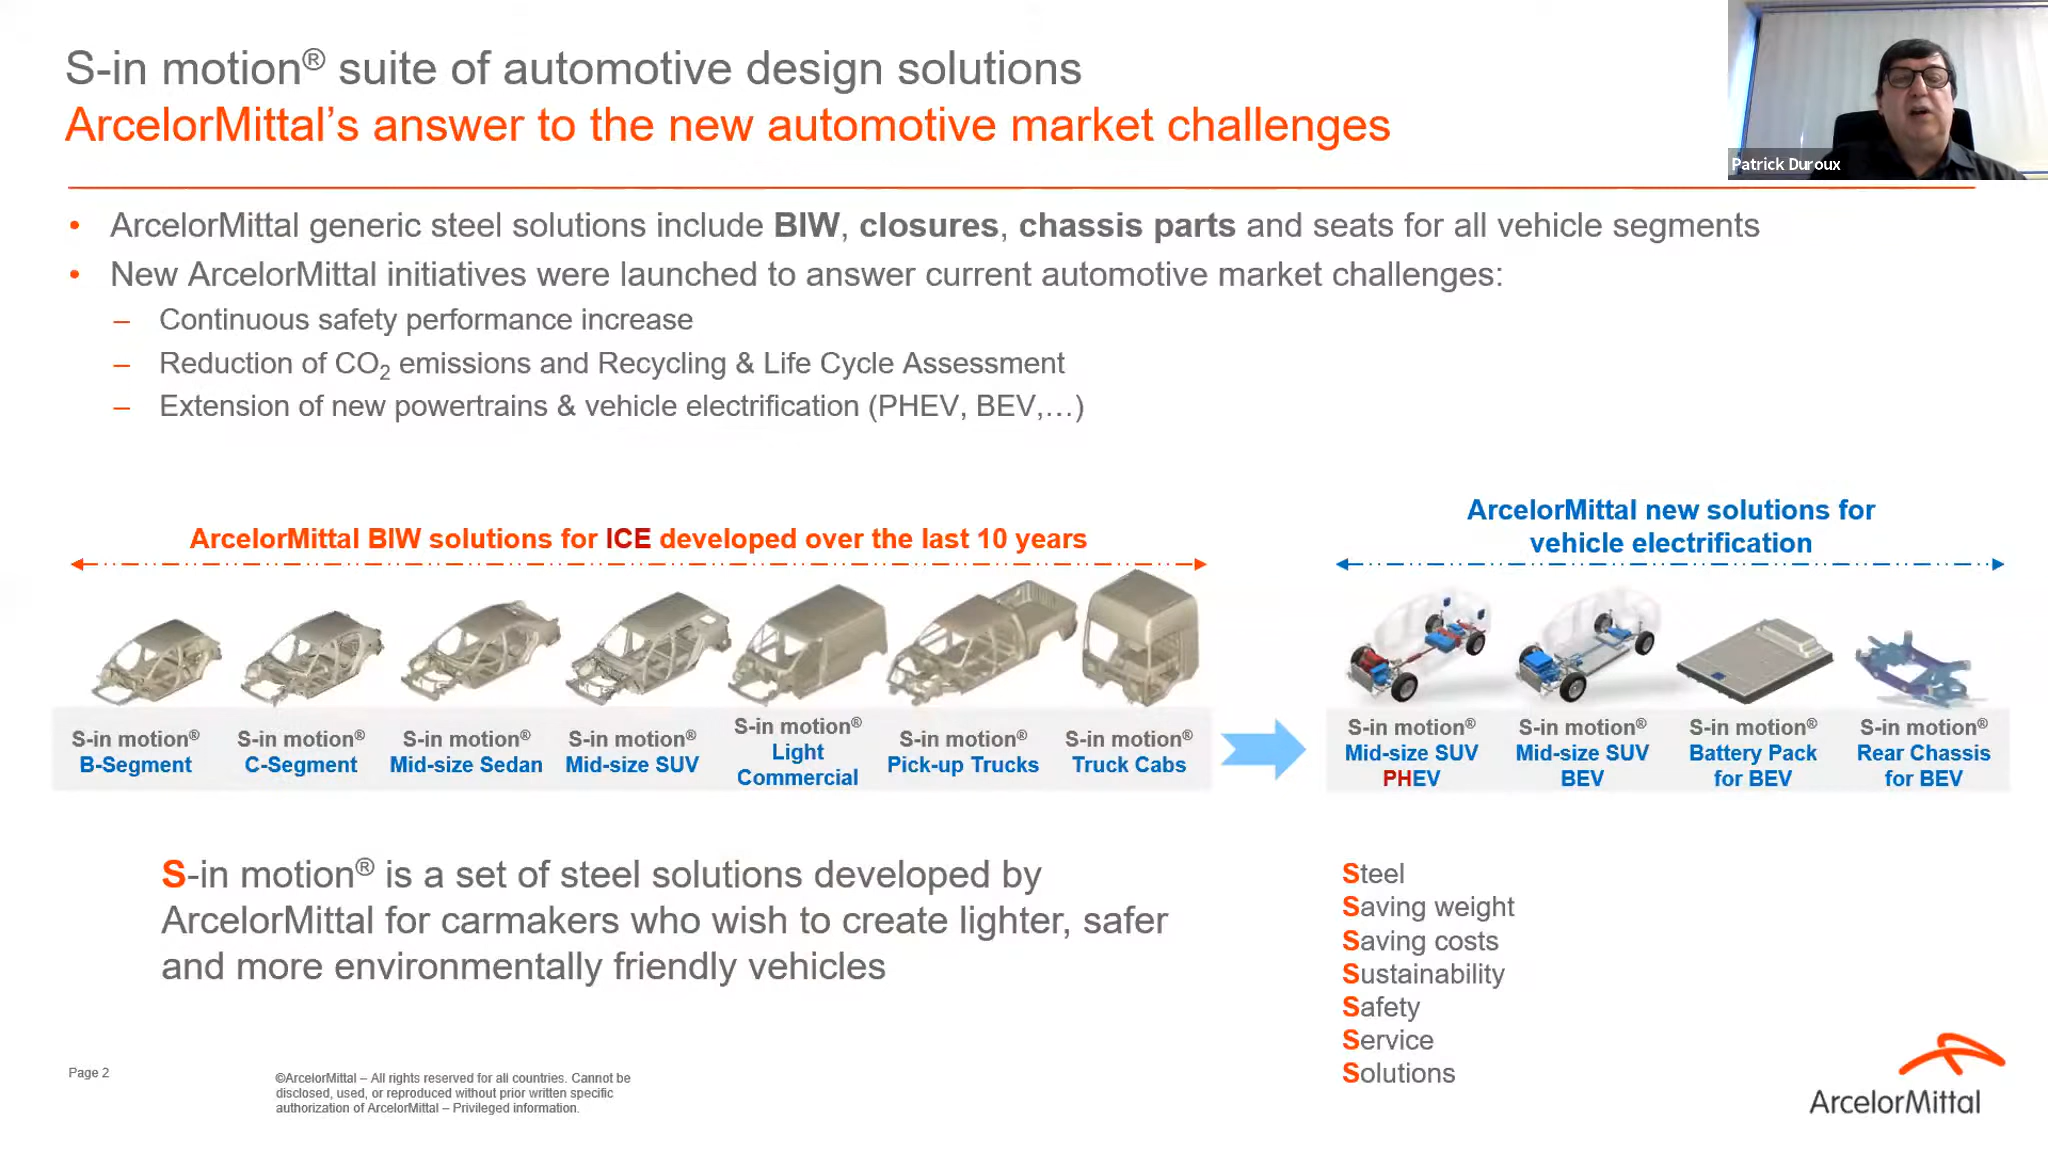 S-in motion® suite of automotive design solutions
ArcelorMittal’s answer to the new automotive market challenges
Patrick Duroux
• ArcelorMittal generic steel solutions include BIW, closures, chassis parts and seats for all vehicle segments
• New ArcelorMittal initiatives were launched to answer current automotive market challenges:
– Continuous safety performance increase
– Reduction of CO₂ emissions and Recycling & Life Cycle Assessment
– Extension of new powertrains & vehicle electrification (PHEV, BEV,…)
ArcelorMittal BIW solutions for ICE developed over the last 10 years
ArcelorMittal new solutions for
vehicle electrification
S-in motion®
B-Segment
S-in motion®
C-Segment
S-in motion®
Mid-size Sedan
S-in motion®
Mid-size SUV
S-in motion®
Light
Commercial
S-in motion®
Pick-up Trucks
S-in motion®
Truck Cabs
S-in motion®
Mid-size SUV
PHEV
S-in motion®
Mid-size SUV
BEV
S-in motion®
Battery Pack
for BEV
S-in motion®
Rear Chassis
for BEV
S-in motion® is a set of steel solutions developed by
ArcelorMittal for carmakers who wish to create lighter, safer
and more environmentally friendly vehicles
Steel
Saving weight
Saving costs
Sustainability
Safety
Service
Solutions
Page 2
©ArcelorMittal – All rights reserved for all countries. Cannot be
disclosed, used, or reproduced without prior written specific
authorization of ArcelorMittal – Privileged information.
ArcelorMittal